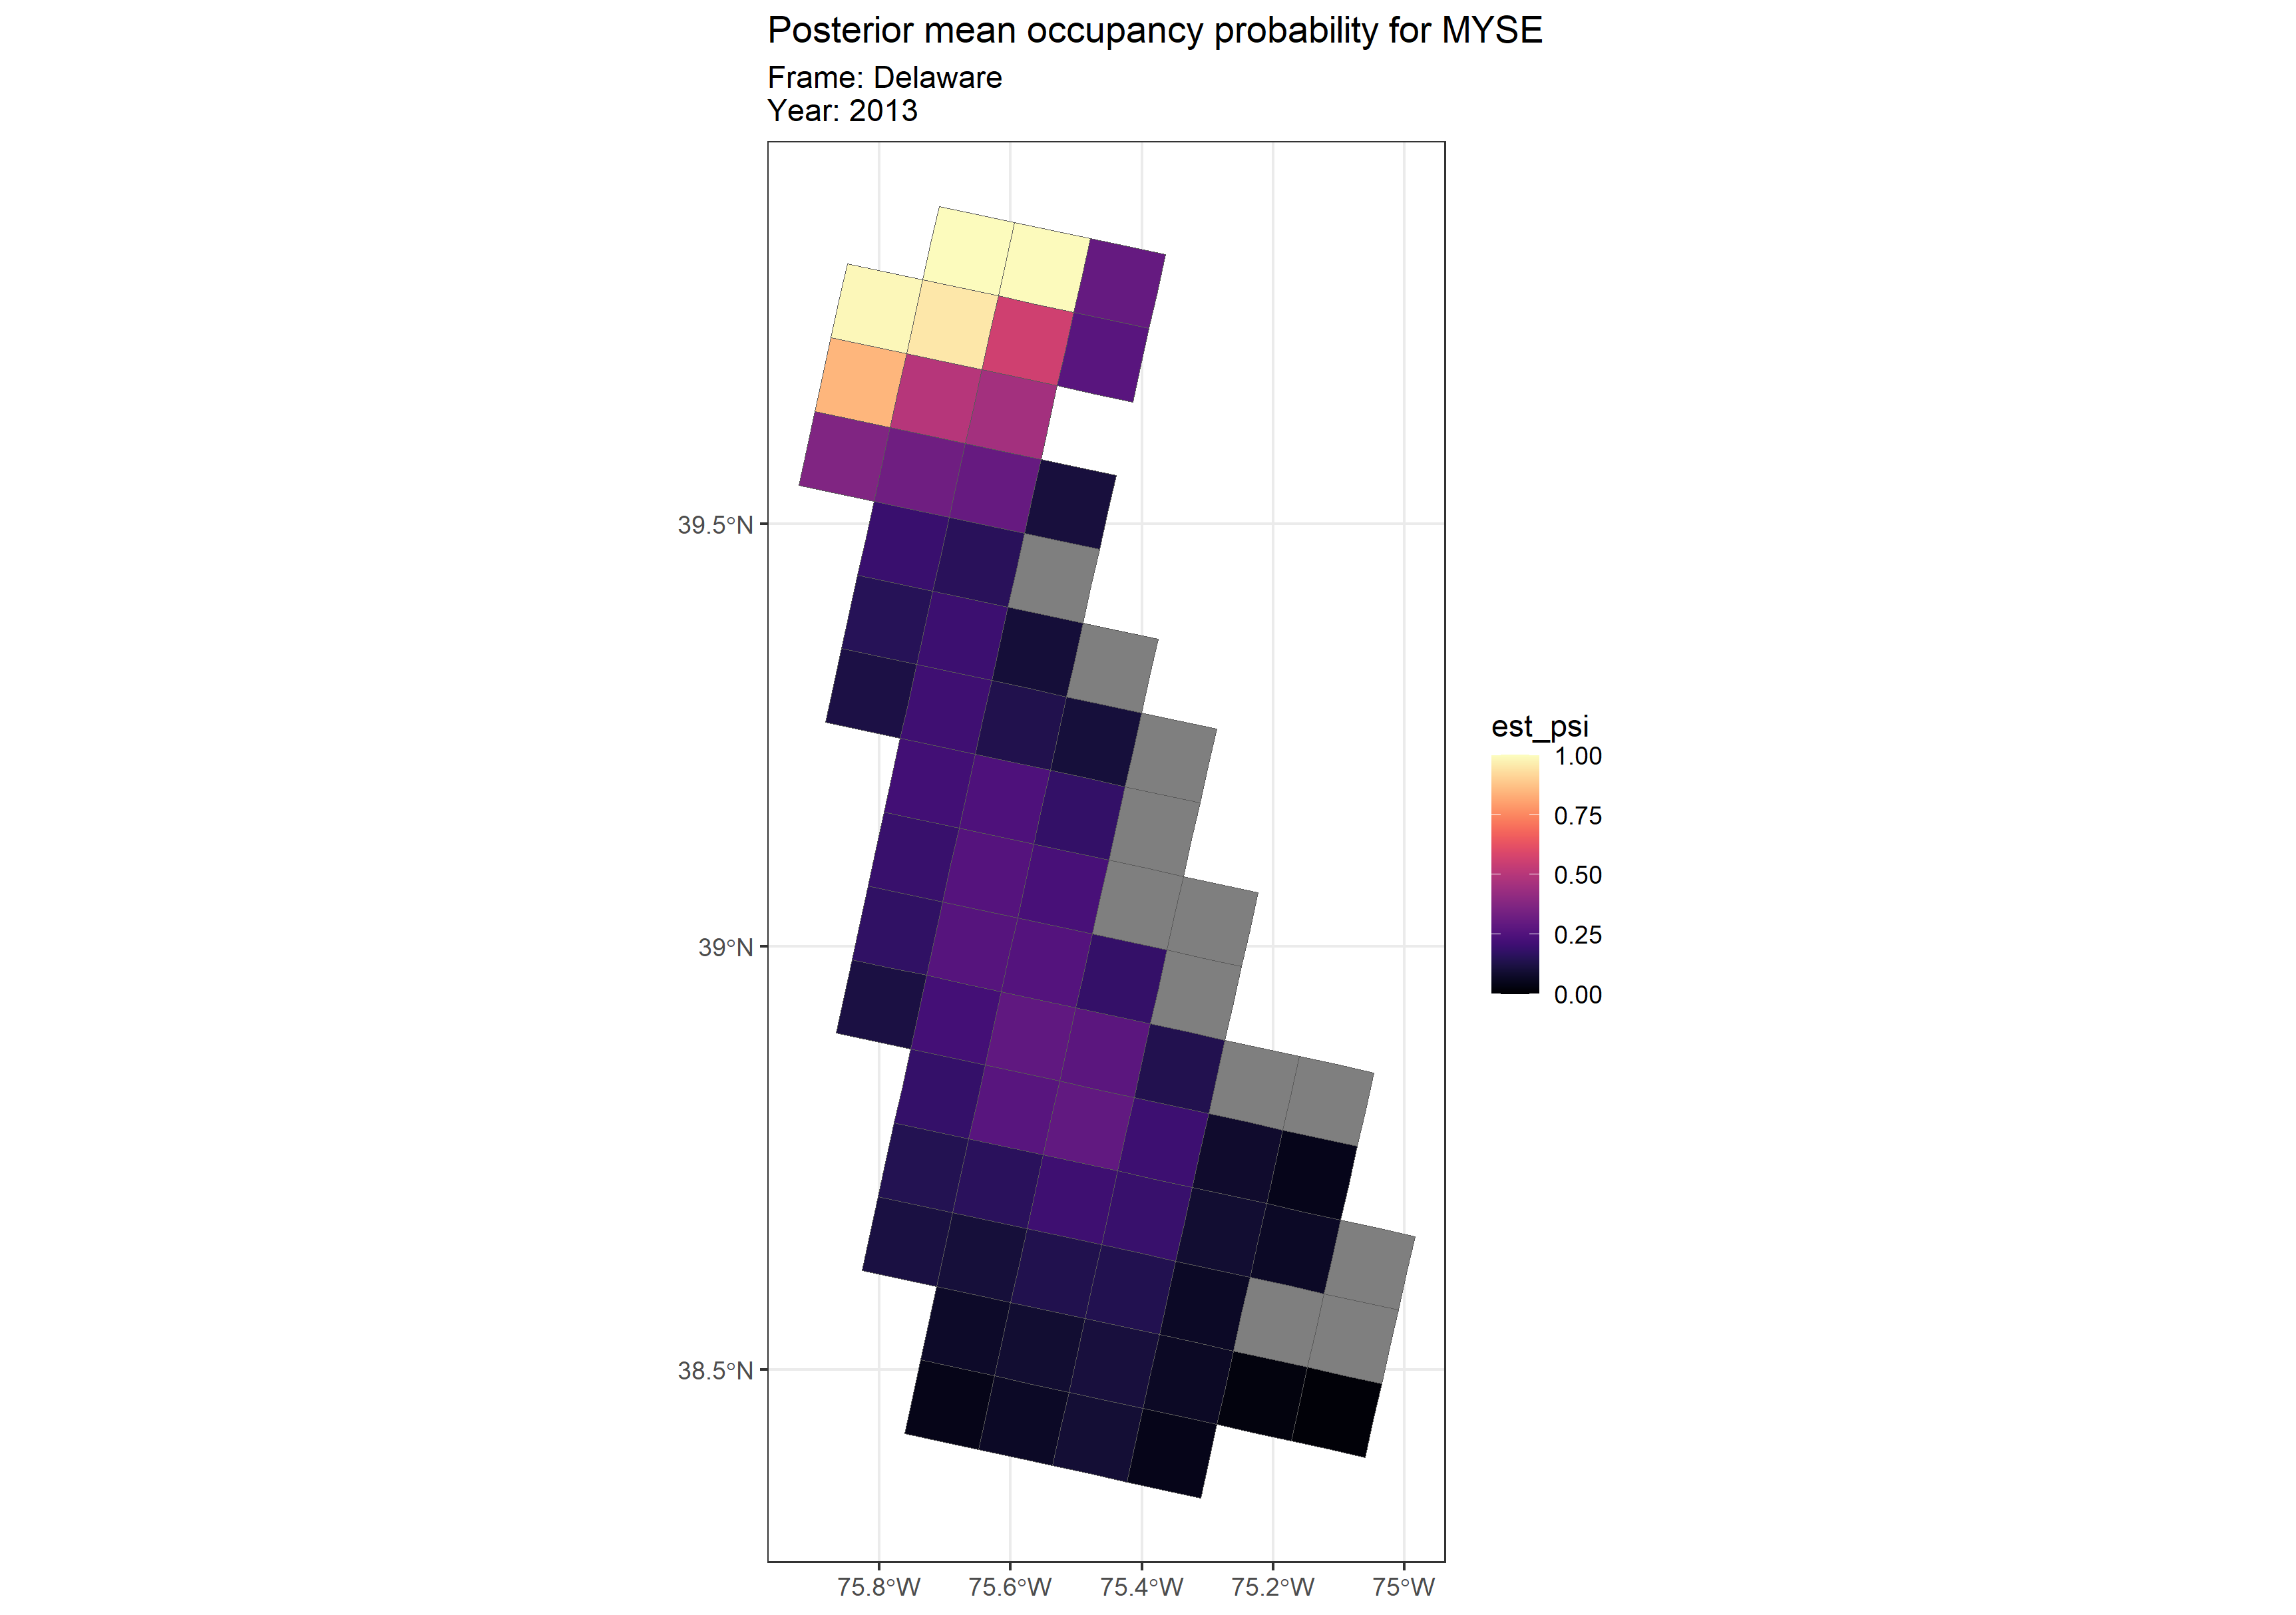 Posterior mean occupancy probability for MYSE
Frame: Delaware
Year: 2013
39.5°N
39°N
38.5°N
75.8°W
75.6°W
75.4°W
75.2°W
75°W
est_psi
1.00
0.75
0.50
0.25
0.00